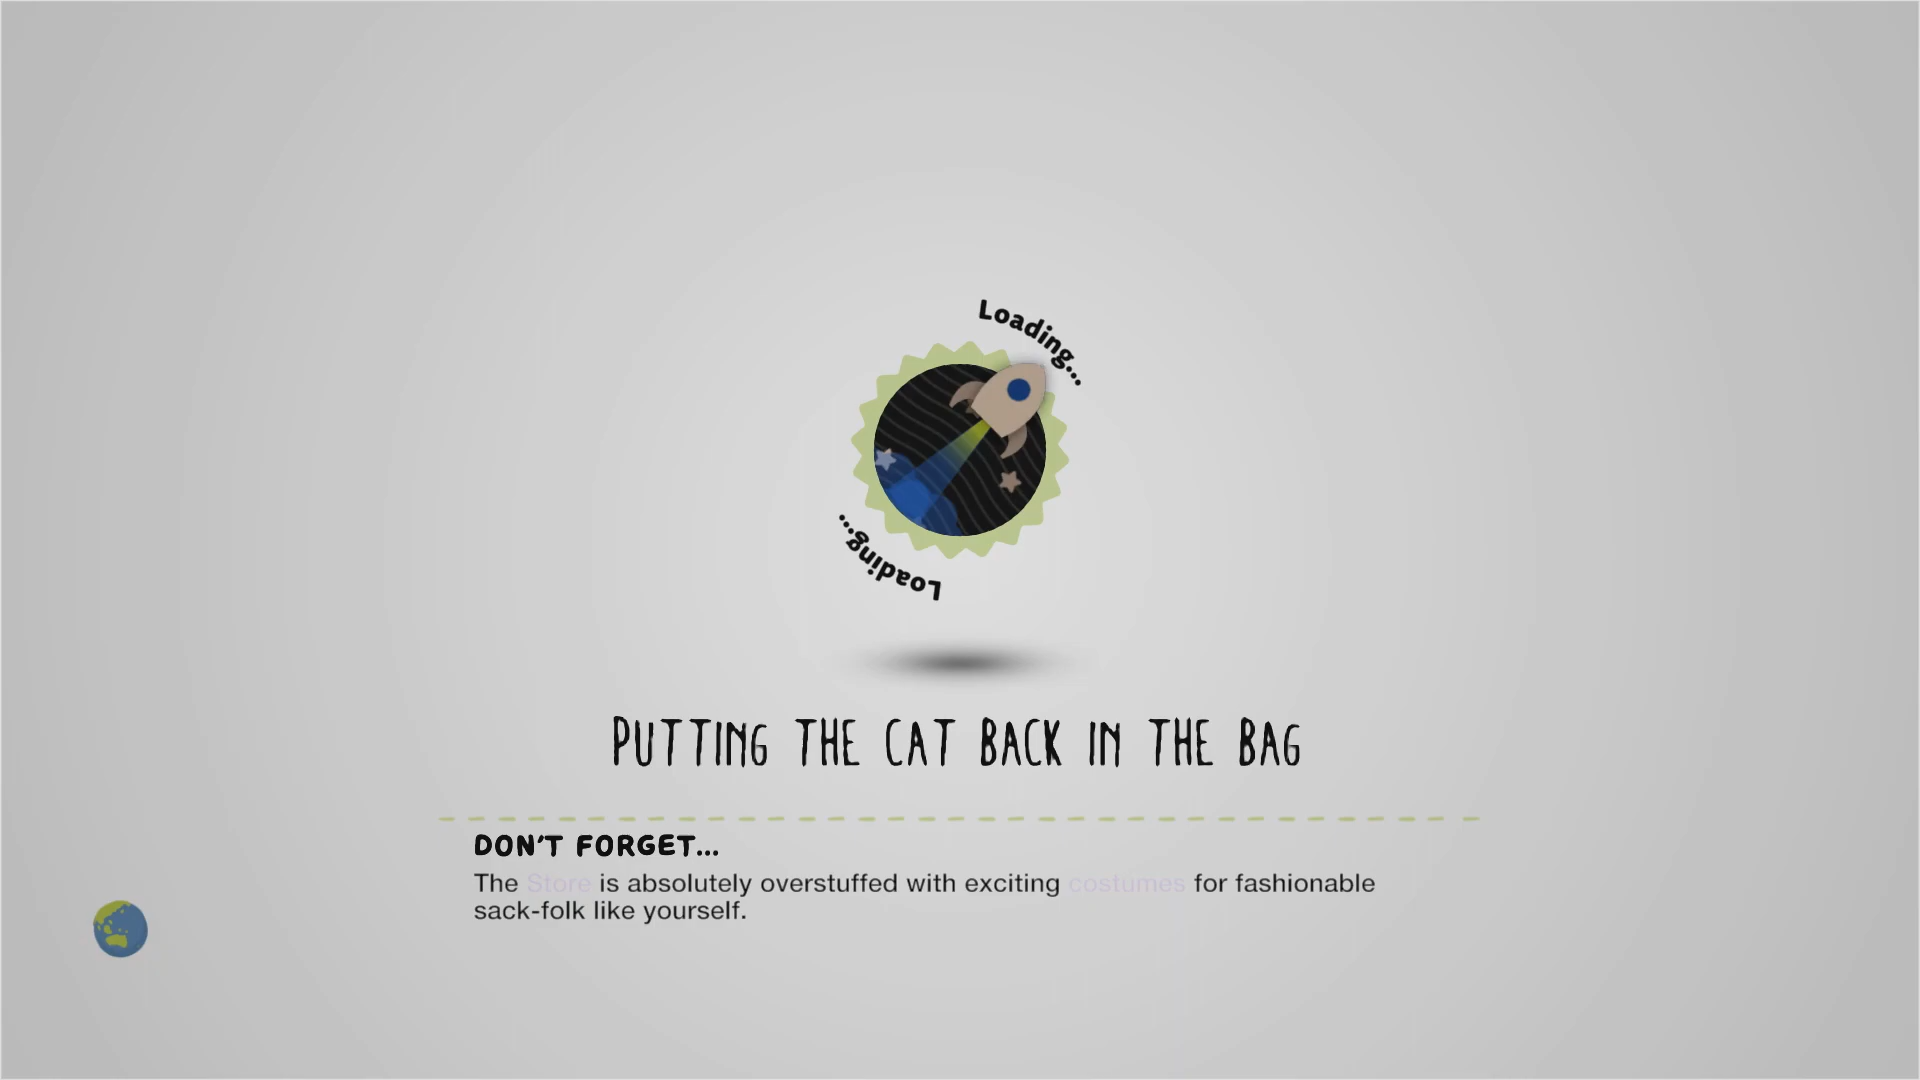 Loading...
Loading...
PUTTING THE CAT BACK IN THE BAG
DON'T FORGET...
The Store is absolutely overstuffed with exciting costumes for fashionable
sack-folk like yourself.